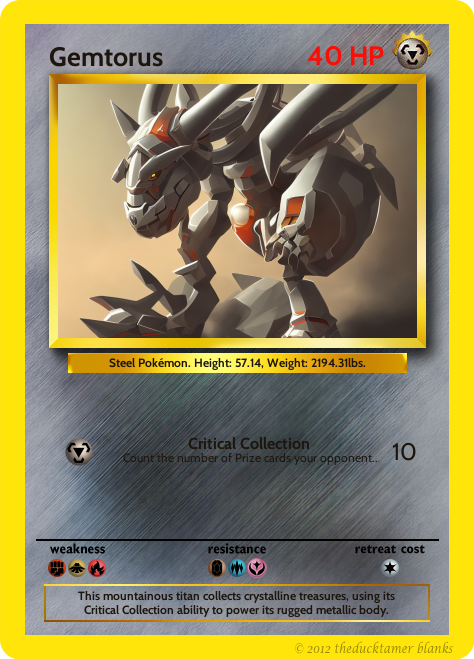 Gemtorus 40 HP
Steel Pokémon. Height: 57.14, Weight: 2194.31lbs.
Critical Collection
Count the number of Prize cards your opponent... 10
weakness resistance retreat cost
This mountainous titan collects crystalline treasures, using its
Critical Collection ability to power its rugged metallic body.
© 2012 theducktamer blanks